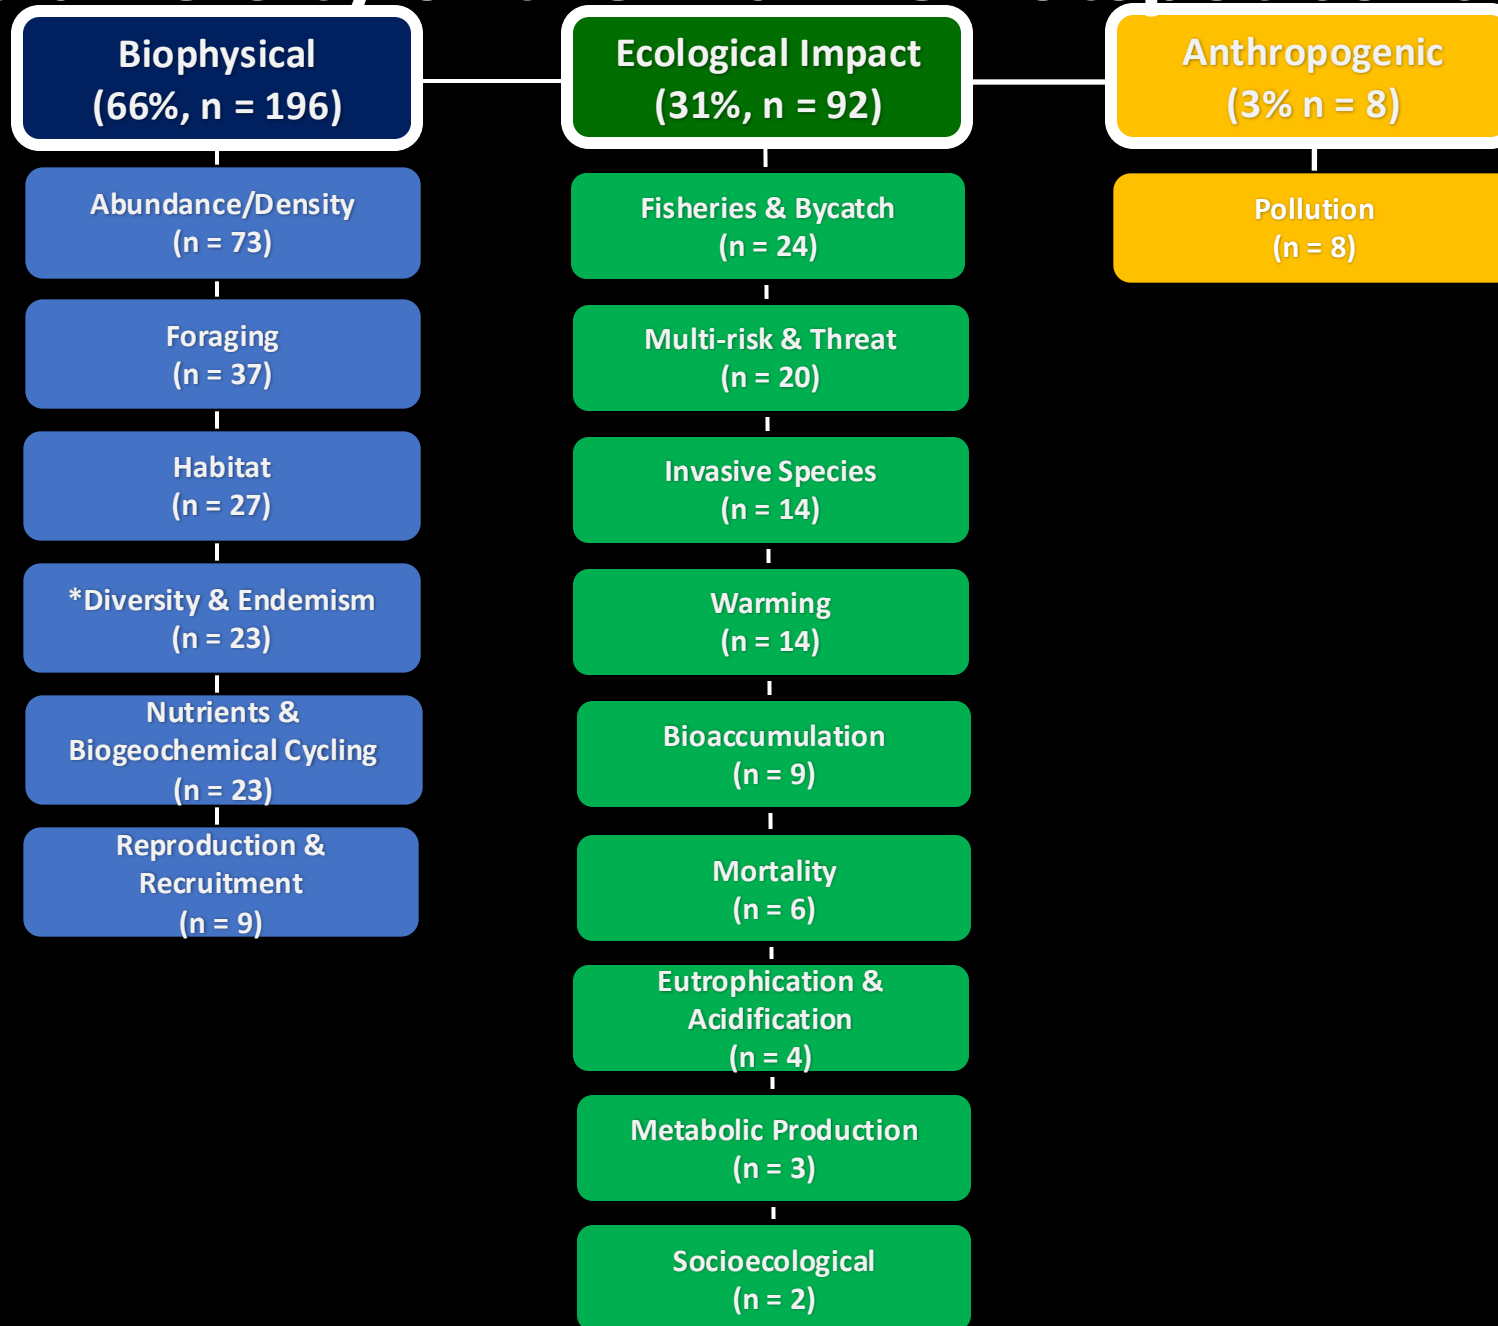 Biophysical
(66%, n = 196)
Abundance/Density
(n = 73)
Foraging
(n = 37)
Habitat
(n = 27)
*Diversity & Endemism
(n = 23)
Nutrients &
Biogeochemical Cycling
(n = 23)
Reproduction &
Recruitment
(n = 9)
Ecological Impact
(31%, n = 92)
Fisheries & Bycatch
(n = 24)
Multi-risk & Threat
(n = 20)
Invasive Species
(n = 14)
Warming
(n = 14)
Bioaccumulation
(n = 9)
Mortality
(n = 6)
Eutrophication &
Acidification
(n = 4)
Metabolic Production
(n = 3)
Socioecological
(n = 2)
Anthropogenic
(3% n = 8)
Pollution
(n = 8)